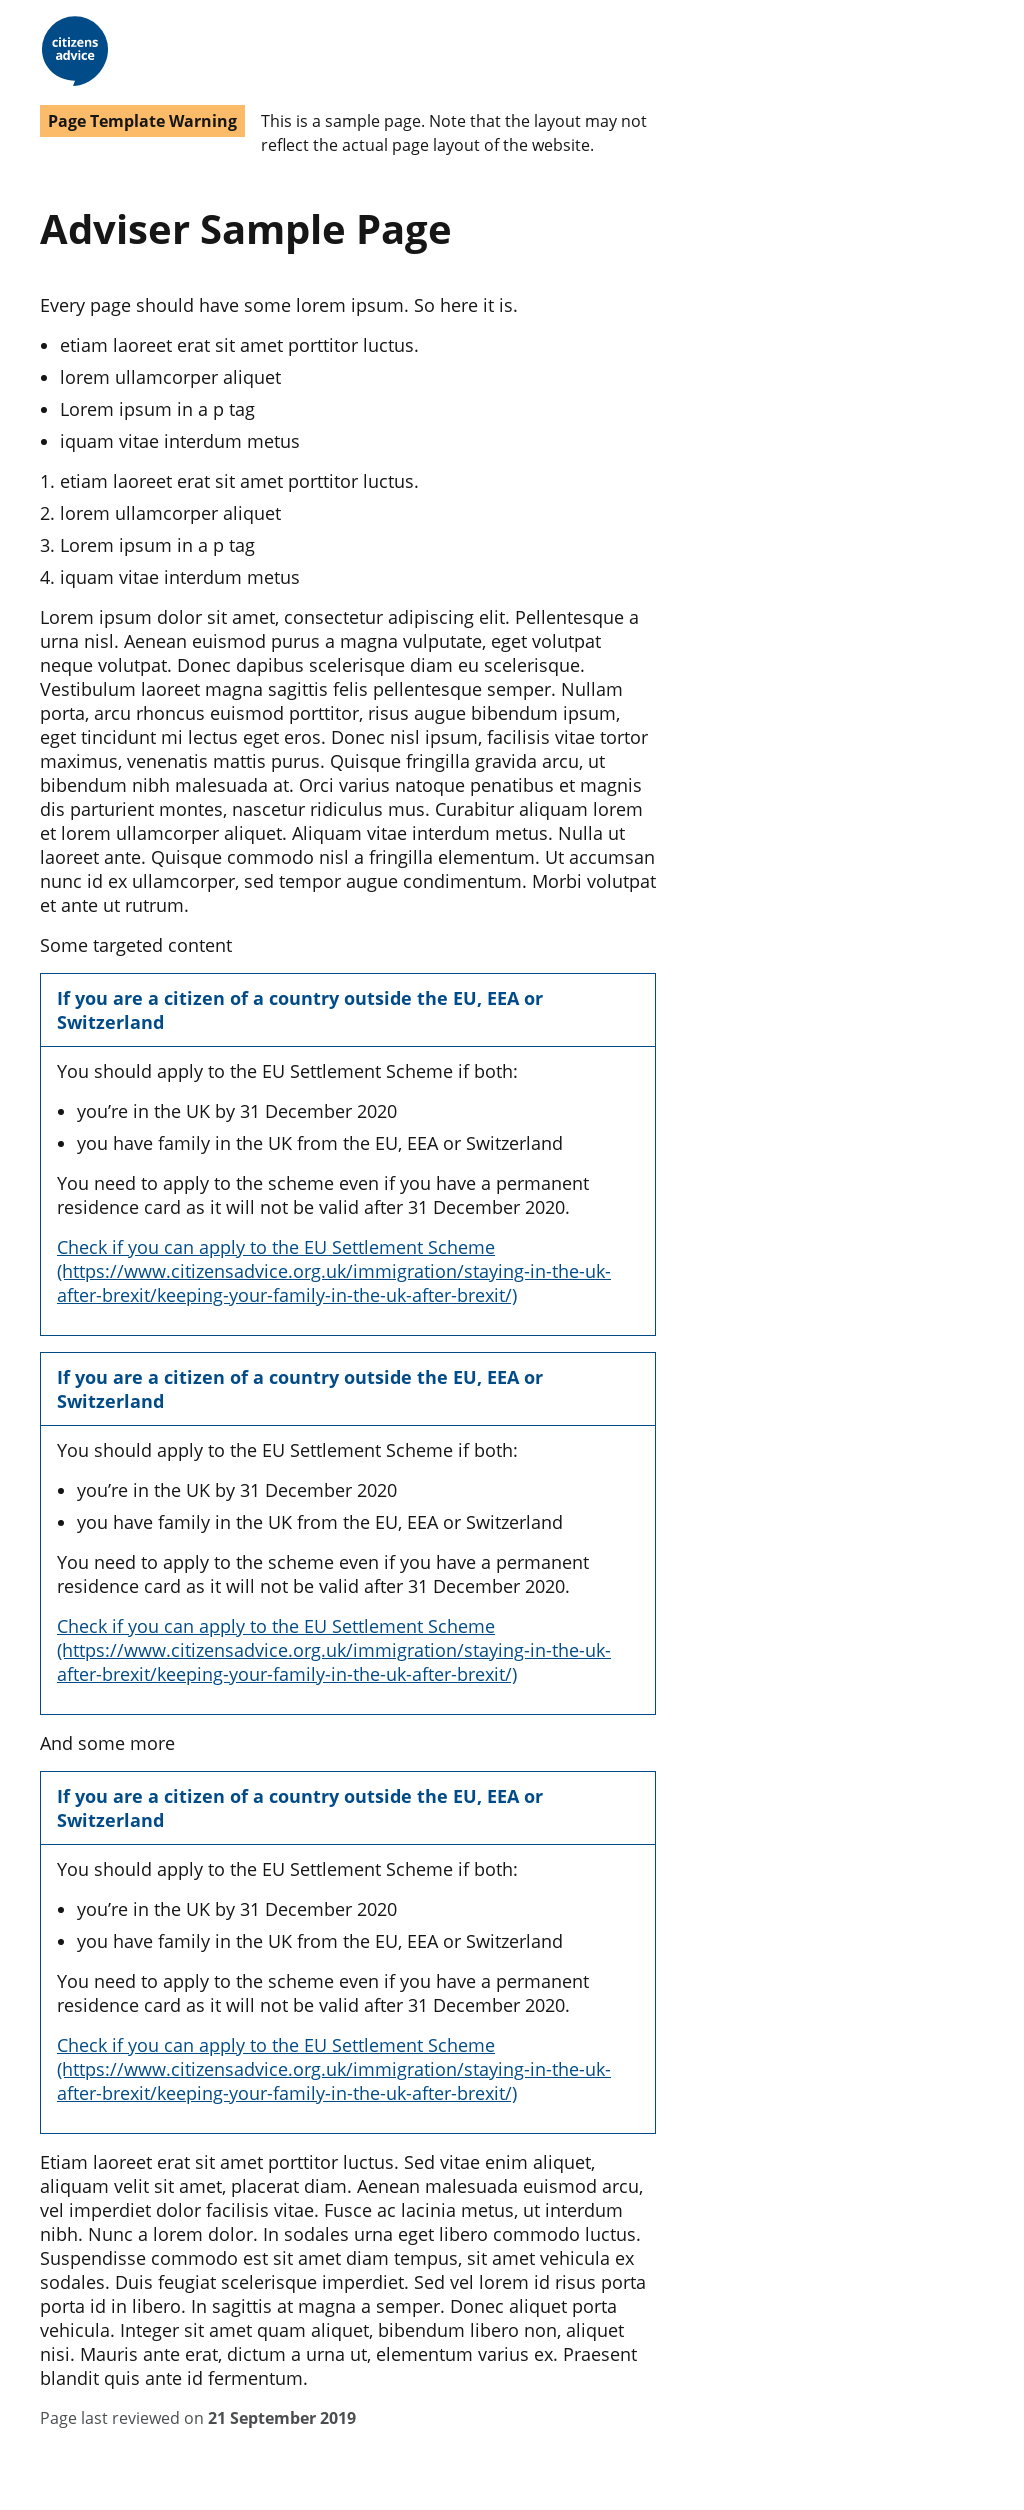 citizens
advice
Page Template Warning
This is a sample page. Note that the layout may not
reflect the actual page layout of the website.
Adviser Sample Page
Every page should have some lorem ipsum. So here it is.
• etiam laoreet erat sit amet porttitor luctus.
• lorem ullamcorper aliquet
• Lorem ipsum in a p tag
• iquam vitae interdum metus
1. etiam laoreet erat sit amet porttitor luctus.
2. lorem ullamcorper aliquet
3. Lorem ipsum in a p tag
4. iquam vitae interdum metus
Lorem ipsum dolor sit amet, consectetur adipiscing elit. Pellentesque a
urna nisl. Aenean euismod purus a magna vulputate, eget volutpat
neque volutpat. Donec dapibus scelerisque diam eu scelerisque.
Vestibulum laoreet magna sagittis felis pellentesque semper. Nullam
porta, arcu rhoncus euismod porttitor, risus augue bibendum ipsum,
eget tincidunt mi lectus eget eros. Donec nisl ipsum, facilisis vitae tortor
maximus, venenatis mattis purus. Quisque fringilla gravida arcu, ut
bibendum nibh malesuada at. Orci varius natoque penatibus et magnis
dis parturient montes, nascetur ridiculus mus. Curabitur aliquam lorem
et lorem ullamcorper aliquet. Aliquam vitae interdum metus. Nulla ut
laoreet ante. Quisque commodo nisl a fringilla elementum. Ut accumsan
nunc id ex ullamcorper, sed tempor augue condimentum. Morbi volutpat
et ante ut rutrum.
Some targeted content
If you are a citizen of a country outside the EU, EEA or
Switzerland
You should apply to the EU Settlement Scheme if both:
• you’re in the UK by 31 December 2020
• you have family in the UK from the EU, EEA or Switzerland
You need to apply to the scheme even if you have a permanent
residence card as it will not be valid after 31 December 2020.
Check if you can apply to the EU Settlement Scheme
(https://www.citizensadvice.org.uk/immigration/staying-in-the-uk-
after-brexit/keeping-your-family-in-the-uk-after-brexit/)
If you are a citizen of a country outside the EU, EEA or
Switzerland
You should apply to the EU Settlement Scheme if both:
• you’re in the UK by 31 December 2020
• you have family in the UK from the EU, EEA or Switzerland
You need to apply to the scheme even if you have a permanent
residence card as it will not be valid after 31 December 2020.
Check if you can apply to the EU Settlement Scheme
(https://www.citizensadvice.org.uk/immigration/staying-in-the-uk-
after-brexit/keeping-your-family-in-the-uk-after-brexit/)
And some more
If you are a citizen of a country outside the EU, EEA or
Switzerland
You should apply to the EU Settlement Scheme if both:
• you’re in the UK by 31 December 2020
• you have family in the UK from the EU, EEA or Switzerland
You need to apply to the scheme even if you have a permanent
residence card as it will not be valid after 31 December 2020.
Check if you can apply to the EU Settlement Scheme
(https://www.citizensadvice.org.uk/immigration/staying-in-the-uk-
after-brexit/keeping-your-family-in-the-uk-after-brexit/)
Etiam laoreet erat sit amet porttitor luctus. Sed vitae enim aliquet,
aliquam velit sit amet, placerat diam. Aenean malesuada euismod arcu,
vel imperdiet dolor facilisis vitae. Fusce ac lacinia metus, ut interdum
nibh. Nunc a lorem dolor. In sodales urna eget libero commodo luctus.
Suspendisse commodo est sit amet diam tempus, sit amet vehicula ex
sodales. Duis feugiat scelerisque imperdiet. Sed vel lorem id risus porta
porta id in libero. In sagittis at magna a semper. Donec aliquet porta
vehicula. Integer sit amet quam aliquet, bibendum libero non, aliquet
nisi. Mauris ante erat, dictum a urna ut, elementum varius ex. Praesent
blandit quis ante id fermentum.
Page last reviewed on 21 September 2019